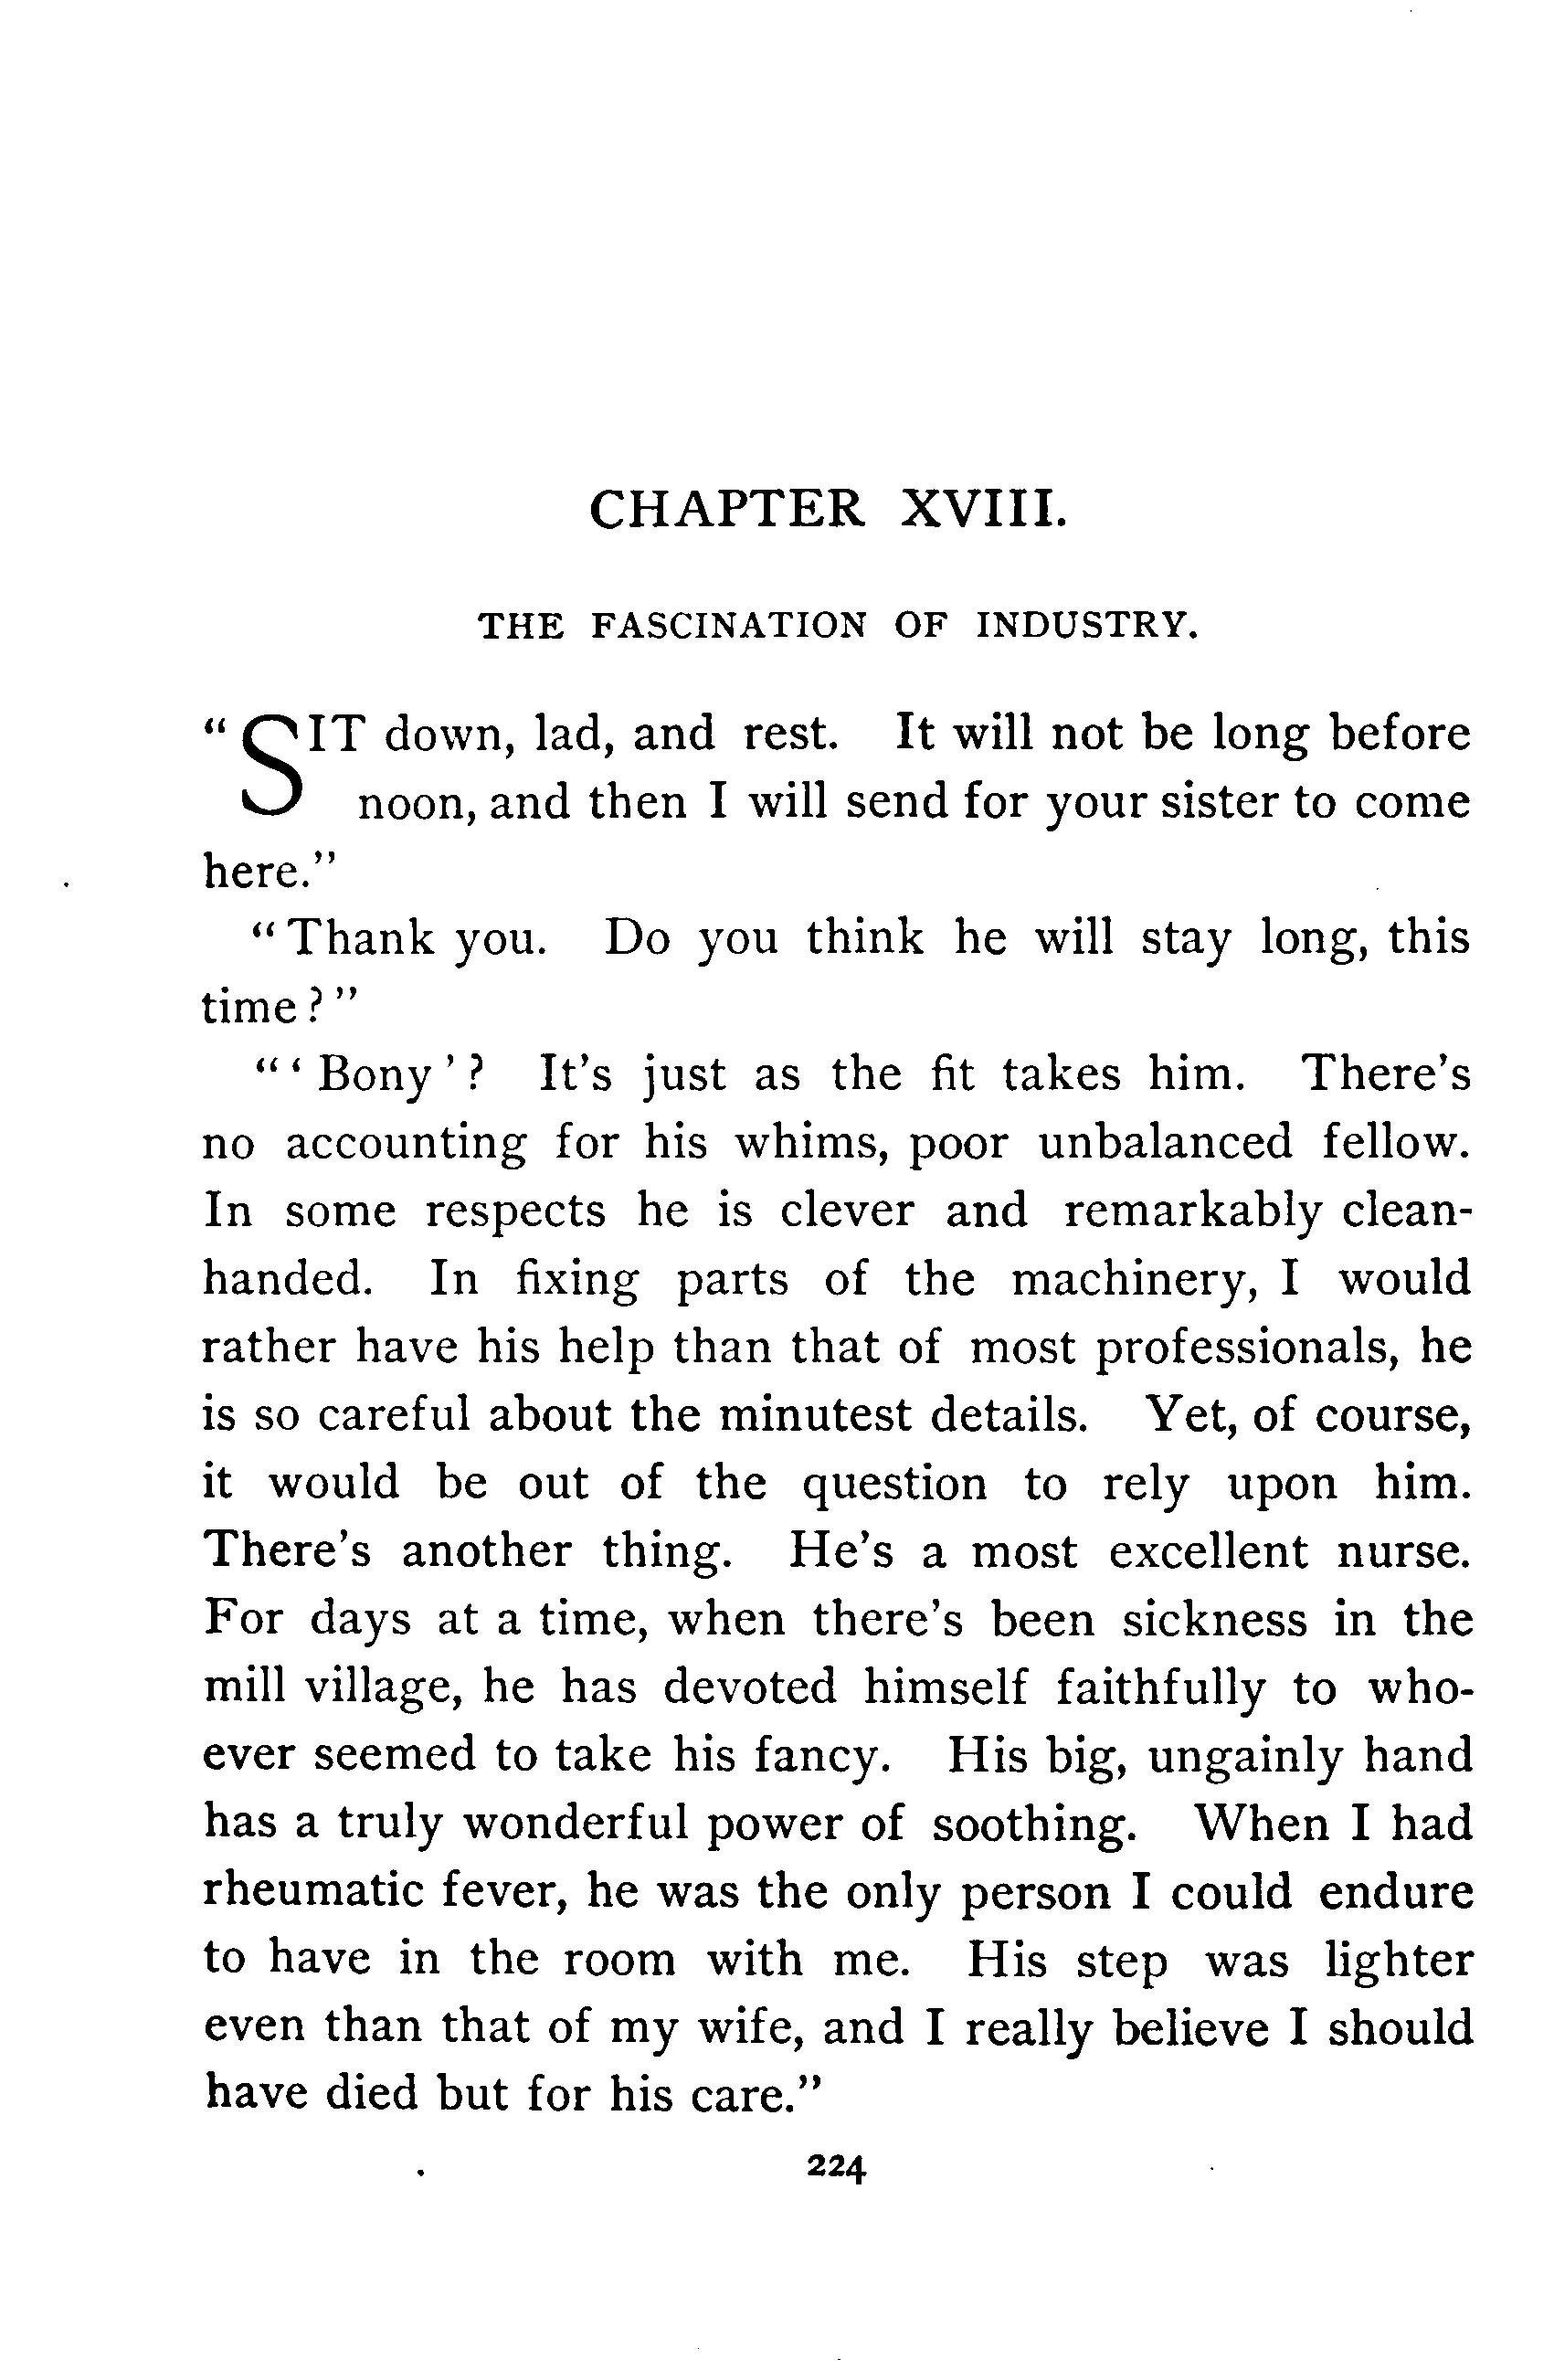 CHAPTER XVIII.
THE FASCINATION OF INDUSTRY.
“SIT down, lad, and rest. It will not be long before
noon, and then I will send for your sister to come
here.”
“Thank you. Do you think he will stay long, this
time?”
“‘Bony’? It's just as the fit takes him. There's
no accounting for his whims, poor unbalanced fellow.
In some respects he is clever and remarkably clean-
handed. In fixing parts of the machinery, I would
rather have his help than that of most professionals, he
is so careful about the minutest details. Yet, of course,
it would be out of the question to rely upon him.
There's another thing. He's a most excellent nurse.
For days at a time, when there's been sickness in the
mill village, he has devoted himself faithfully to who-
ever seemed to take his fancy. His big, ungainly hand
has a truly wonderful power of soothing. When I had
rheumatic fever, he was the only person I could endure
to have in the room with me. His step was lighter
even than that of my wife, and I really believe I should
have died but for his care.”
224